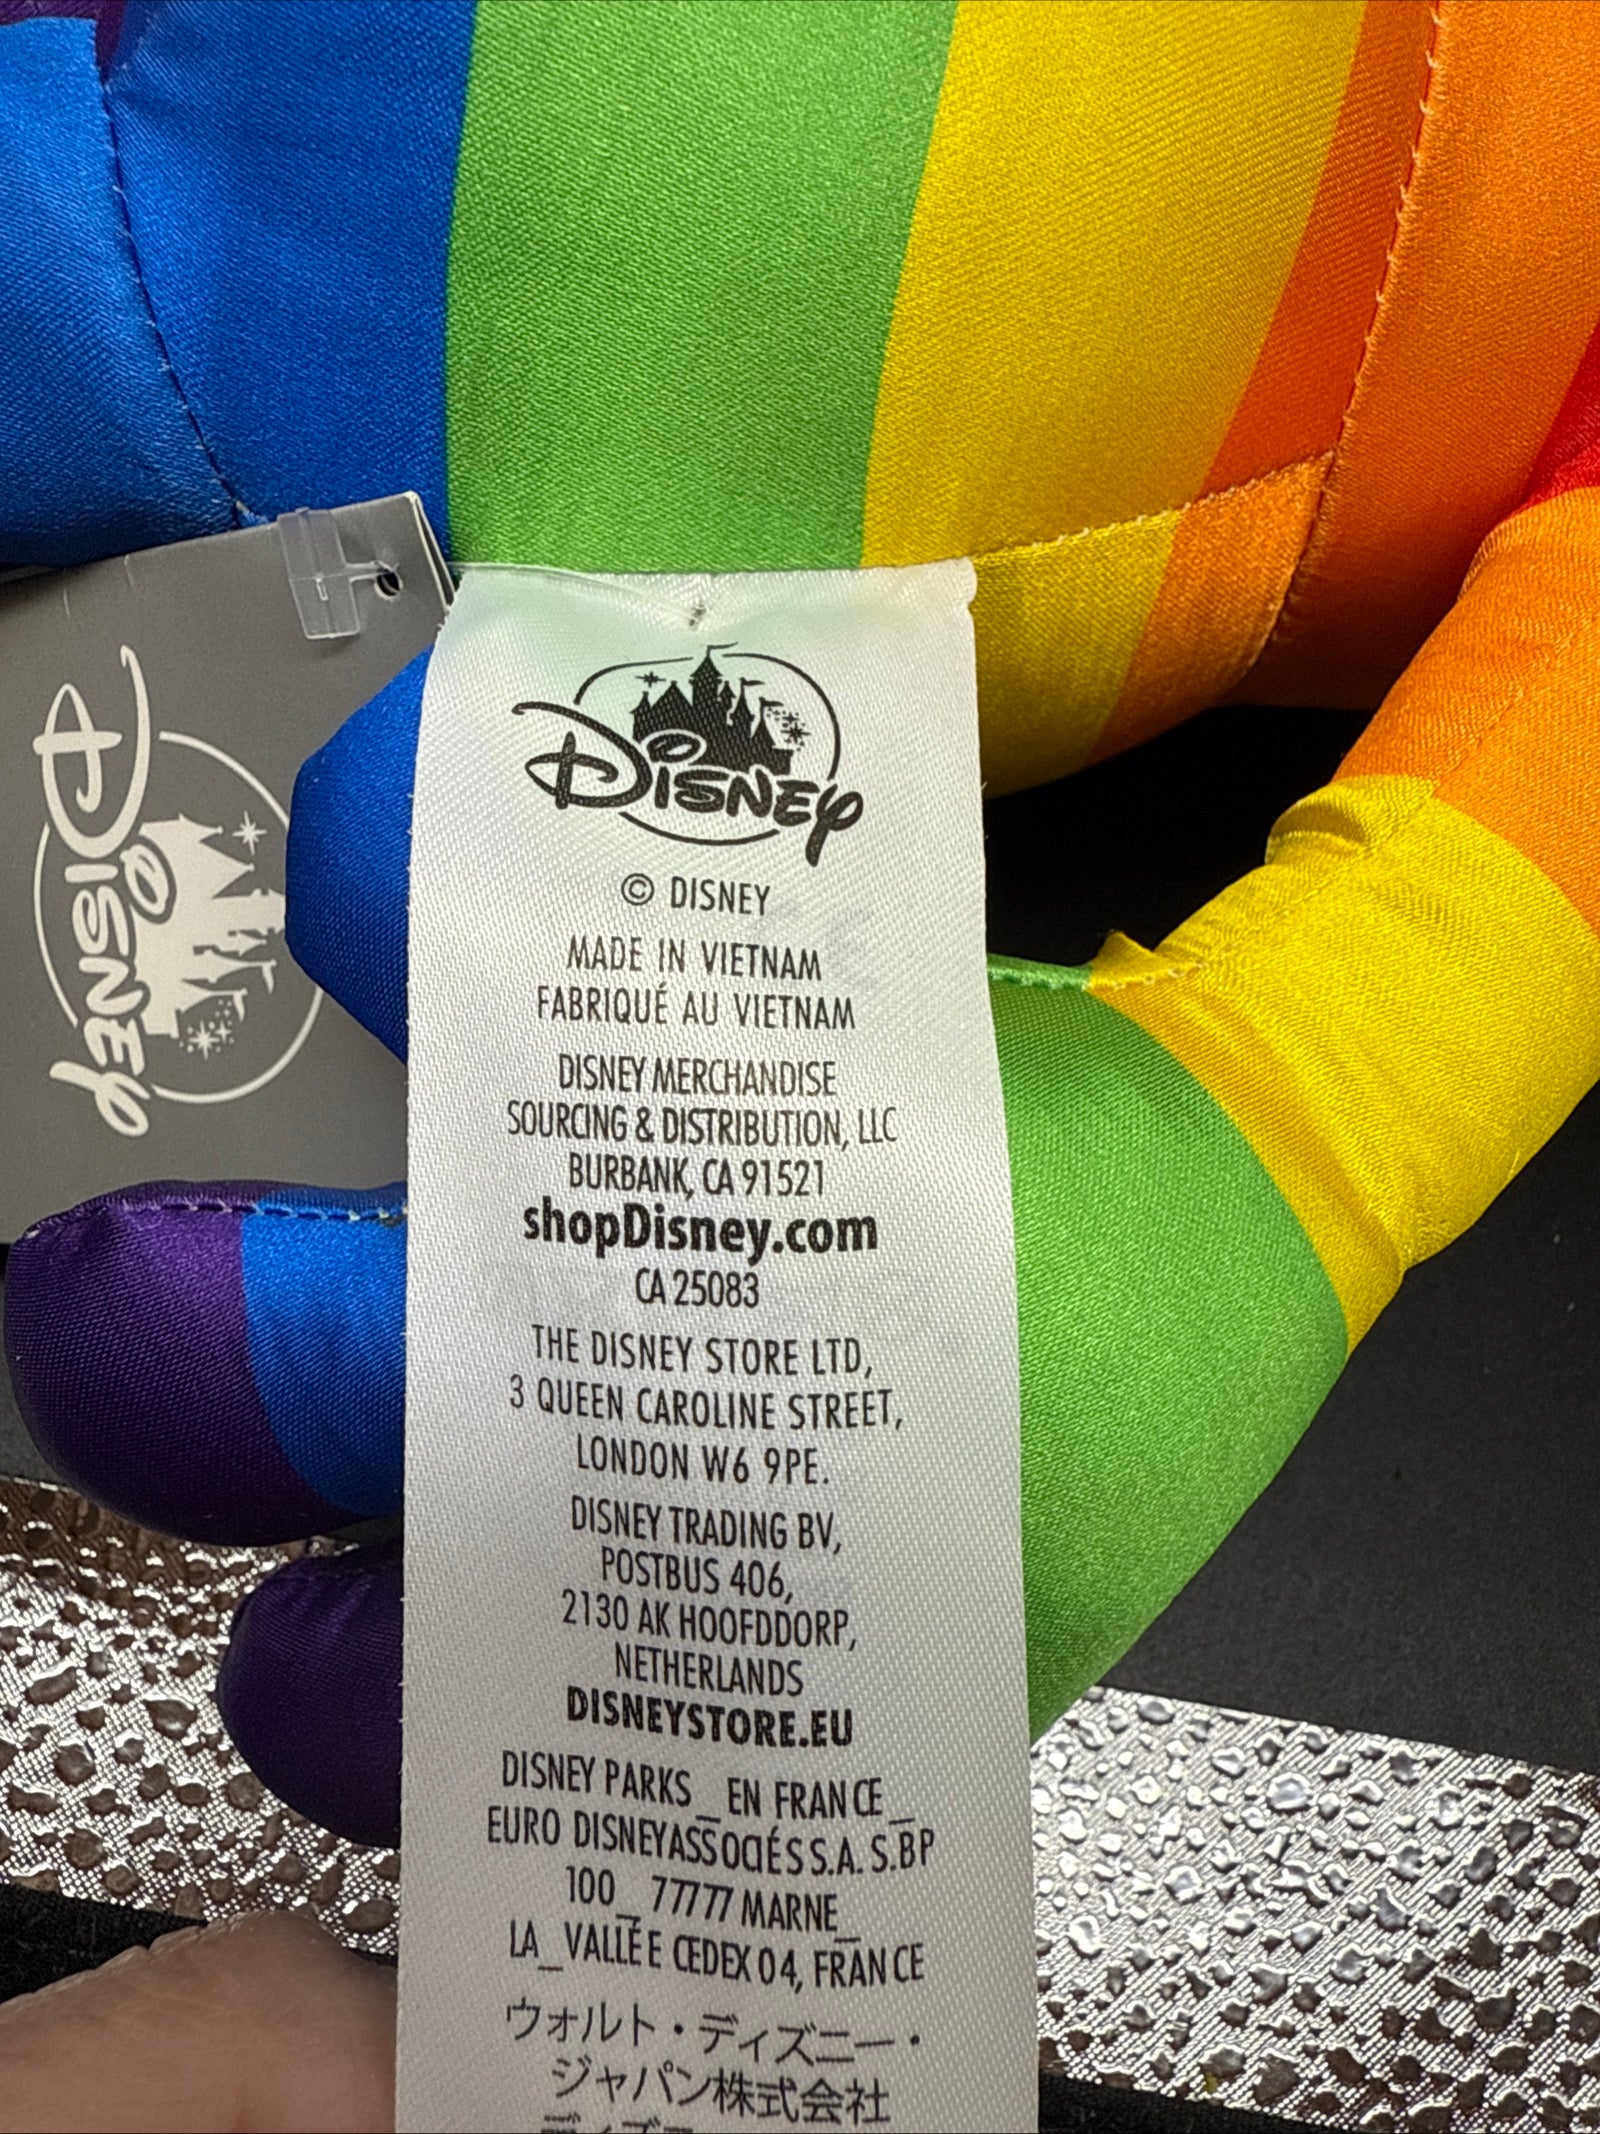 Disney
Disney
© DISNEY
MADE IN VIETNAM
FABRIQUÉ AU VIETNAM
DISNEY MERCHANDISE
SOURCING & DISTRIBUTION, LLC
BURBANK, CA 91521
shopDisney.com
CA 25083
THE DISNEY STORE LTD,
3 QUEEN CAROLINE STREET,
LONDON W6 9PE.
DISNEY TRADING BV,
POSTBUS 406,
2130 AK HOOFDDORP,
NETHERLANDS
DISNEYSTORE.EU
DISNEY PARKS_ EN FRANCE_
EURO DISNEY ASSOCIÉS S.A. S.BP
100_ 77777 MARNE_
LA_VALLÉE CEDEX 04, FRANCE
ウォルト・ディズニー・
ジャパン株式会社